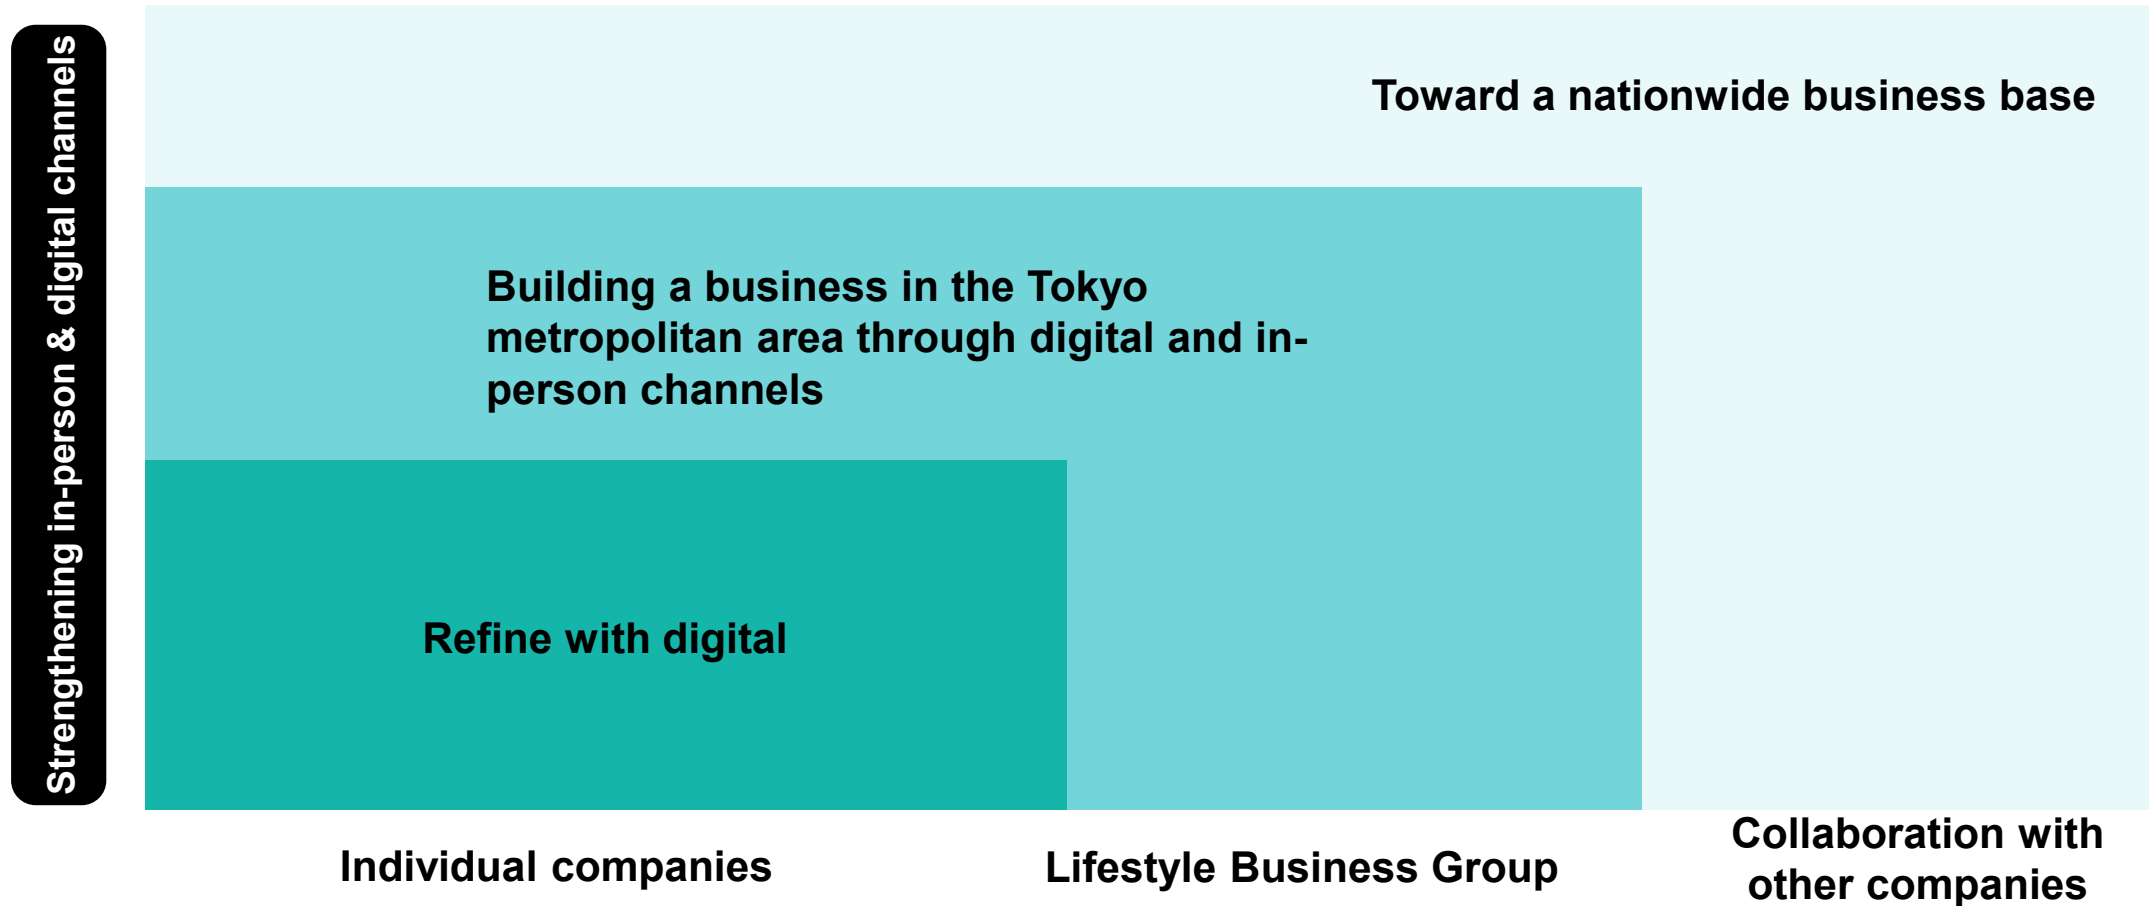 Strengthening in-person & digital channels
Toward a nationwide business base
Building a business in the Tokyo
metropolitan area through digital and in-
person channels
Refine with digital
Individual companies
Lifestyle Business Group
Collaboration with
other companies